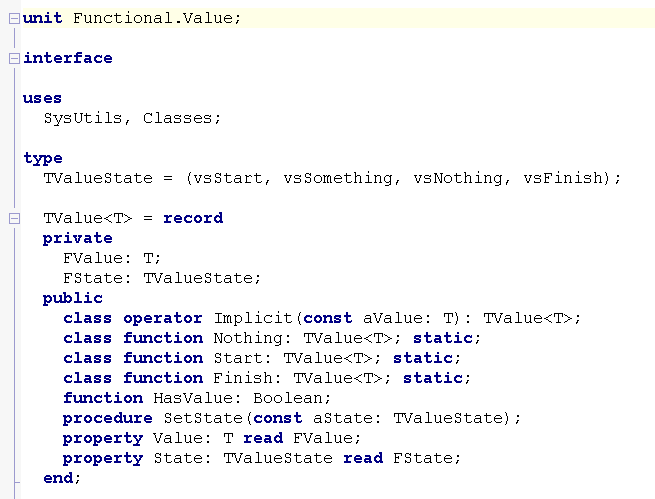 unit Functional.Value;
interface
uses
SysUtils, Classes;
type
TValueState = (vsStart, vsSomething, vsNothing, vsFinish);
TValue<T> = record
private
FValue: T;
FState: TValueState;
public
class operator Implicit(const aValue: T): TValue<T>;
class function Nothing: TValue<T>; static;
class function Start: TValue<T>; static;
class function Finish: TValue<T>; static;
function HasValue: Boolean;
procedure SetState(const aState: TValueState);
property Value: T read FValue;
property State: TValueState read FState;
end;